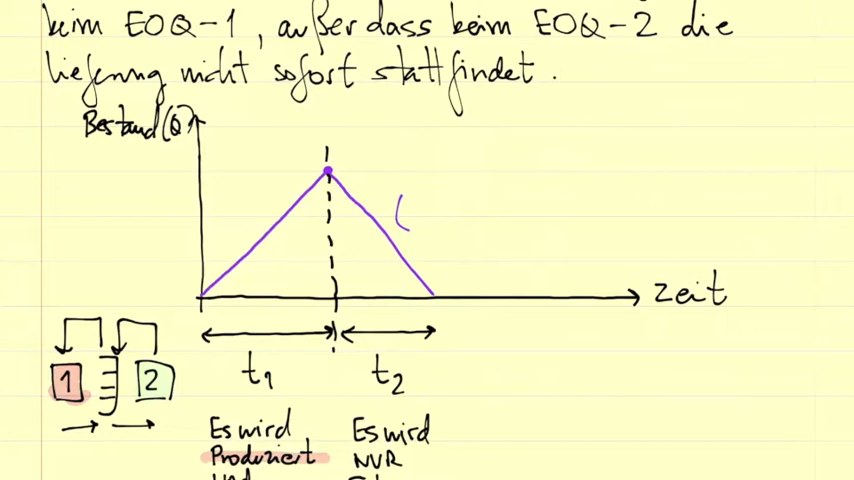 beim EOQ-1, außer dass beim EOQ-2 die
Lieferung nicht sofort stattfindet.
Bestand(Q)
Zeit
t1 t2
1 2
Es wird Es wird
Produziert NUR
Und